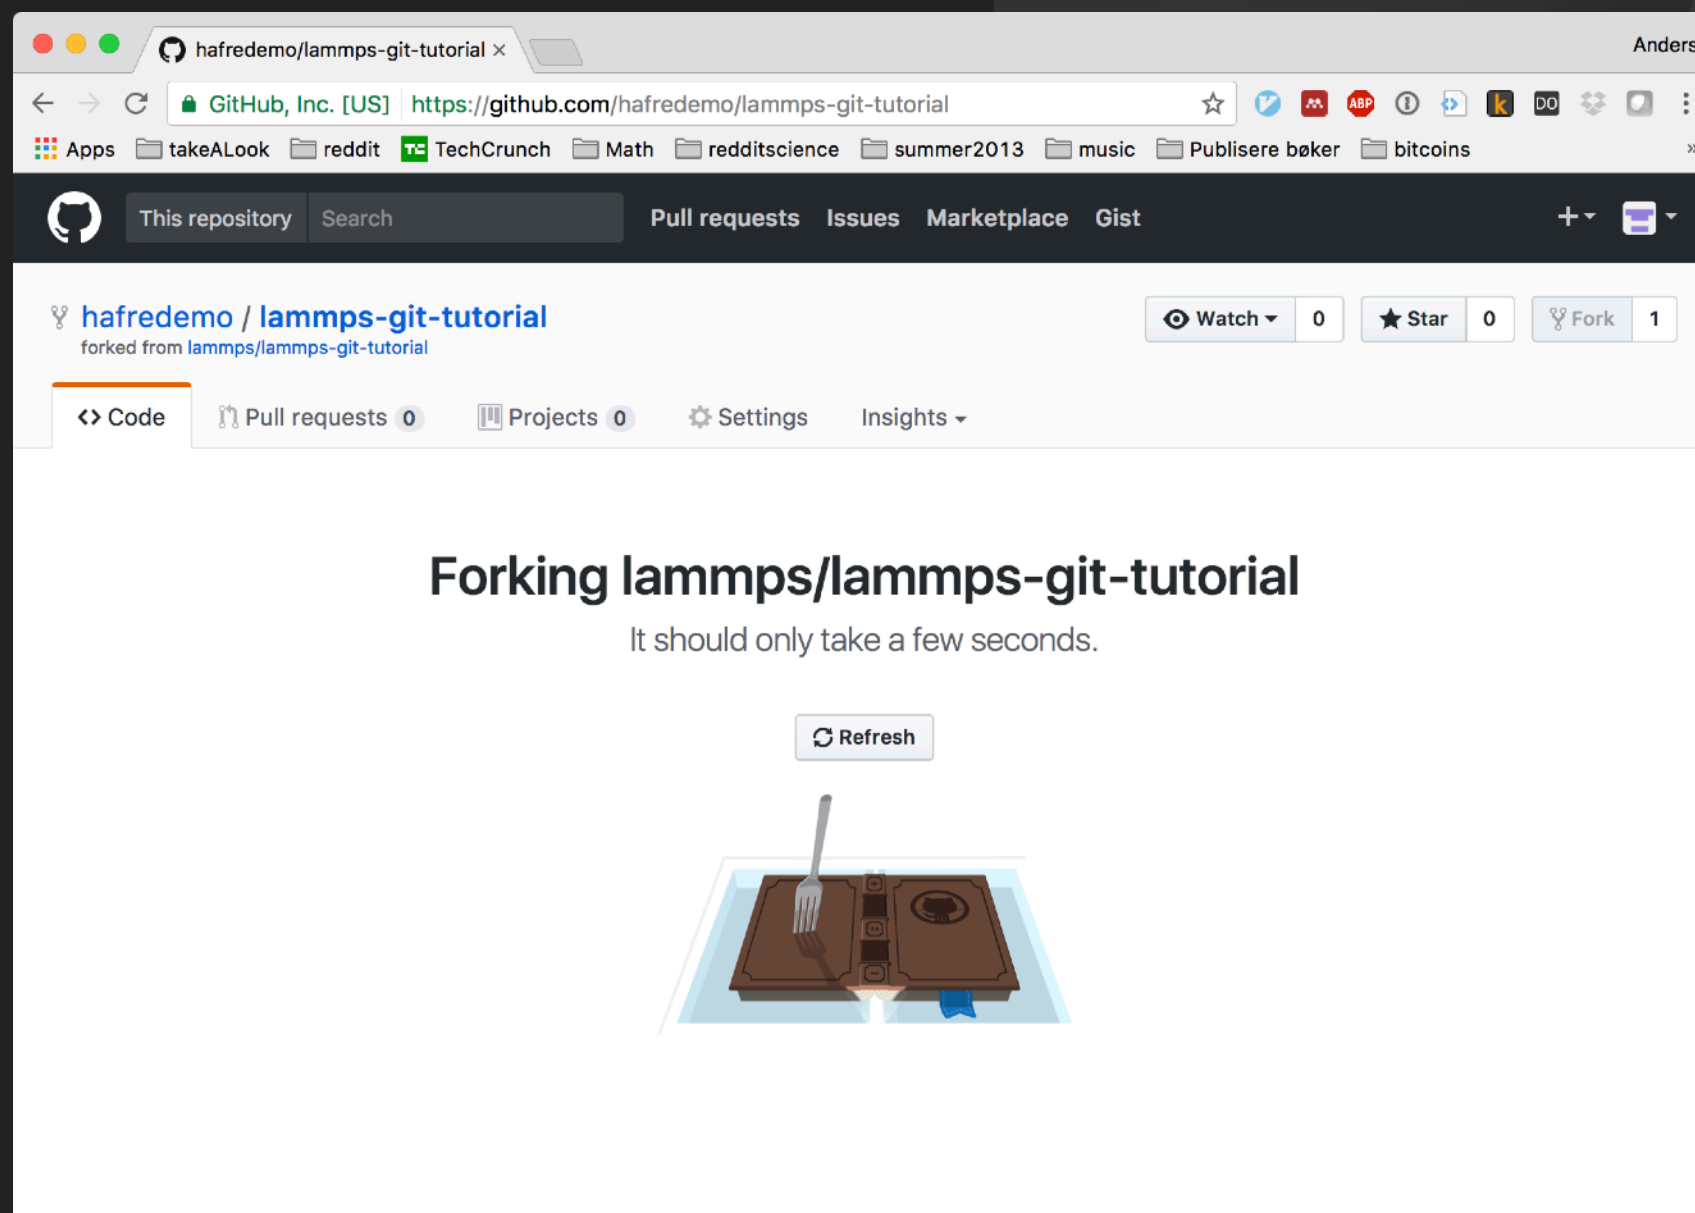 hafredemo/lammps-git-tutorial
Anders
GitHub, Inc. [US] https://github.com/hafredemo/lammps-git-tutorial ABP k DO
Apps takeALook reddit TC TechCrunch Math redditscience summer2013 music Publisere bøker bitcoins »
This repository Search Pull requests Issues Marketplace Gist
hafredemo / lammps-git-tutorial Watch 0 Star 0 Fork 1
forked from lammps/lammps-git-tutorial
Code Pull requests 0 Projects 0 Settings Insights
Forking lammps/lammps-git-tutorial
It should only take a few seconds.
Refresh